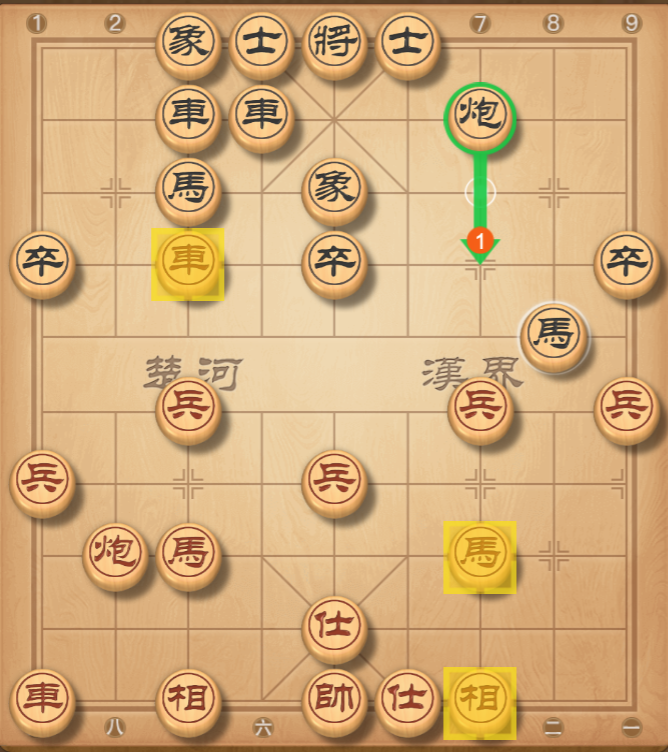 1 2 7 8 9
象 士 將 士
車 車 炮
馬 象
卒 車 卒 1 卒
馬
楚河 漢界
兵 兵 兵
兵 兵
炮 馬 馬
仕
車 相 帥 仕 相
八 六 二 一